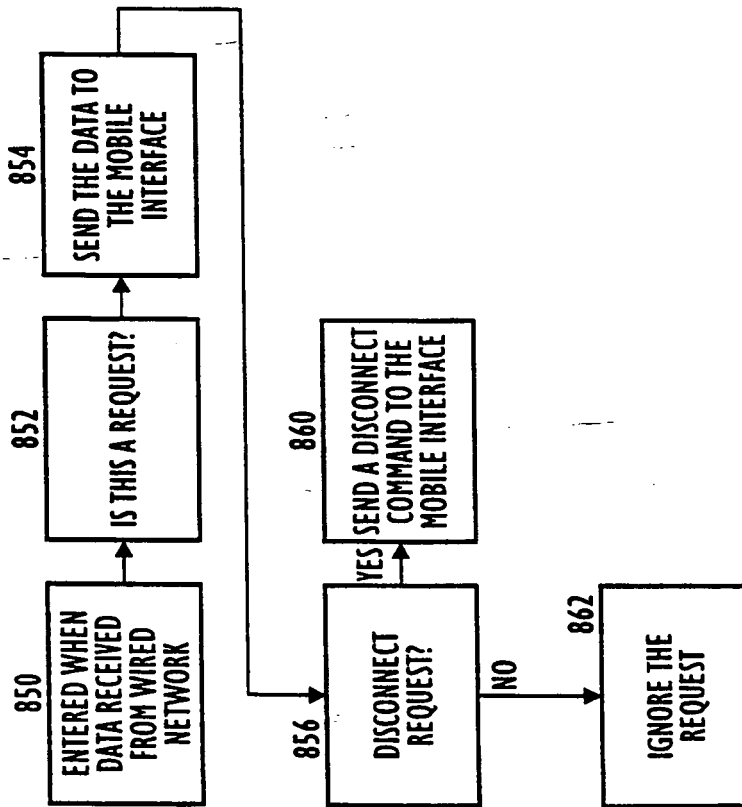 850
ENTERED WHEN
DATA RECEIVED
FROM WIRED
NETWORK
852
IS THIS A REQUEST?
854
SEND THE DATA TO
THE MOBILE
INTERFACE
856
DISCONNECT
REQUEST?
YES
860
SEND A DISCONNECT
COMMAND TO THE
MOBILE INTERFACE
NO
862
IGNORE THE
REQUEST